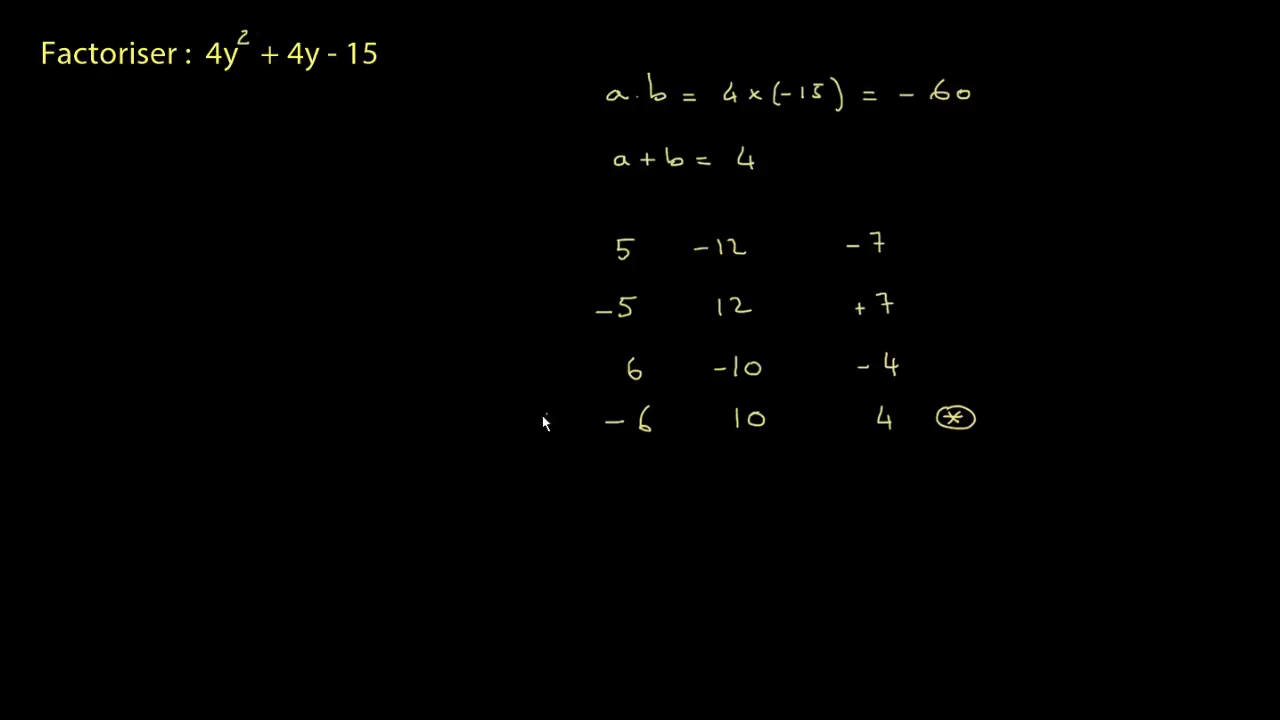 Factoriser : 4y² + 4y - 15
a . b = 4 × (-15) = - 60
a + b = 4
5 -12 -7
-5 12 +7
6 -10 -4
-6 10 4 *